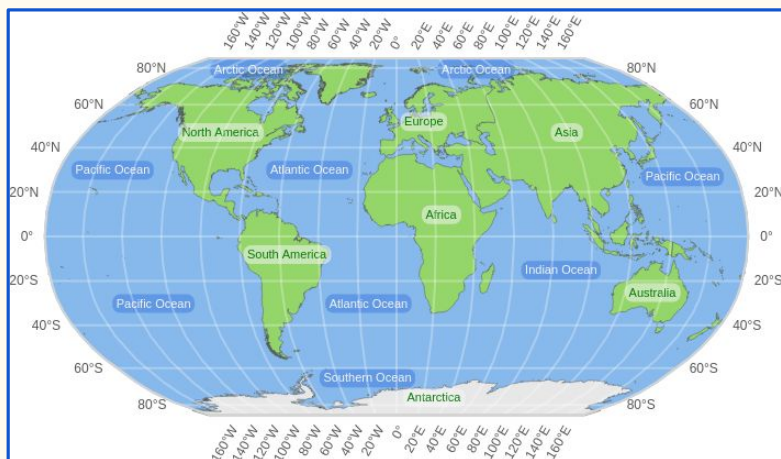 160°W 140°W 120°W 100°W 80°W 60°W 40°W 20°W 0° 20°E 40°E 60°E 80°E 100°E 120°E 140°E 160°E
80°N Arctic Ocean Arctic Ocean 80°N
60°N 60°N
Europe
North America Asia
40°N 40°N
Pacific Ocean Atlantic Ocean Pacific Ocean
20°N 20°N
Africa
0° 0°
South America
Indian Ocean
20°S 20°S
Australia
Pacific Ocean Atlantic Ocean
40°S 40°S
60°S 60°S
Southern Ocean
Antarctica
80°S 80°S
160°W 140°W 120°W 100°W 80°W 60°W 40°W 20°W 0° 20°E 40°E 60°E 80°E 100°E 120°E 140°E 160°E